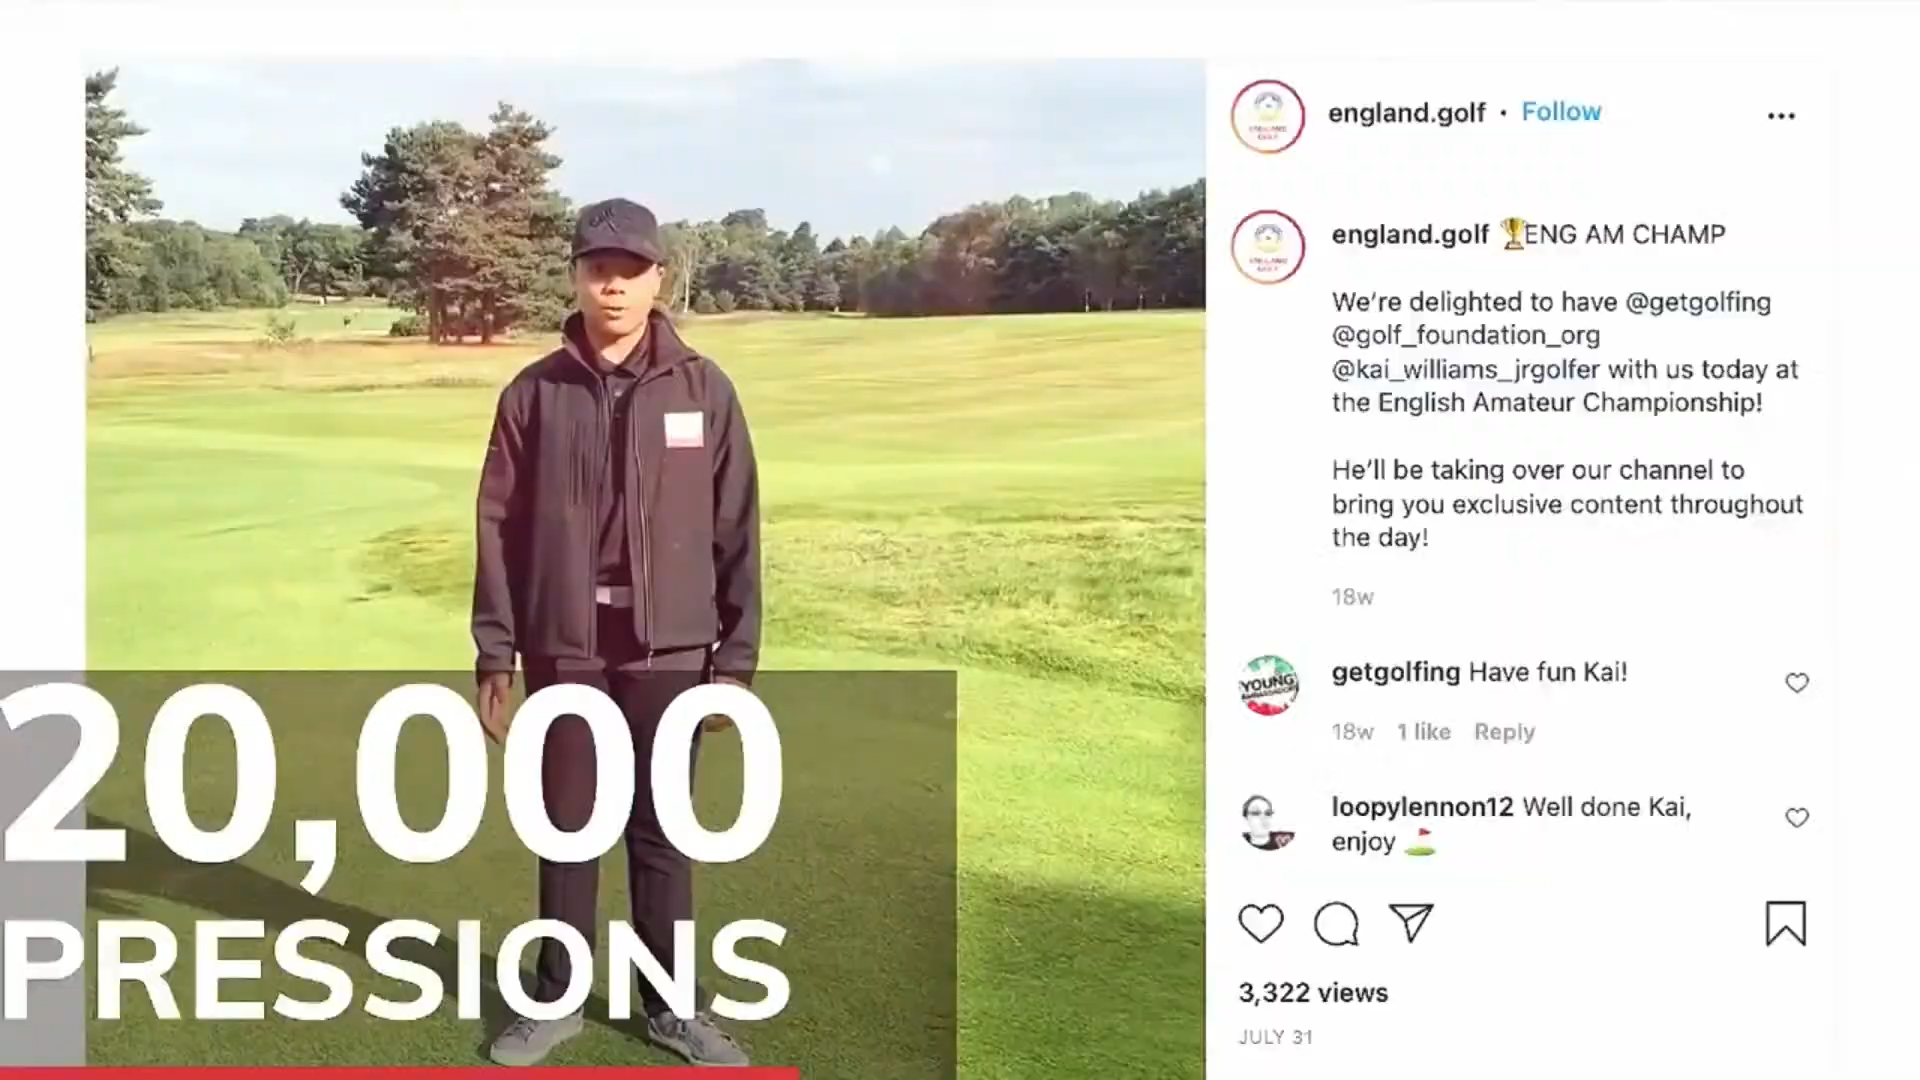 england.golf • Follow
england.golf 🏆ENG AM CHAMP
We're delighted to have @getgolfing
@golf_foundation_org
@kai_williams_jrgolfer with us today at
the English Amateur Championship!
He'll be taking over our channel to
bring you exclusive content throughout
the day!
18w
YOUNG
getgolfing Have fun Kai!
18w 1 like Reply
loopylennon12 Well done Kai,
enjoy ⛳
3,322 views
JULY 31
20,000
PRESSIONS